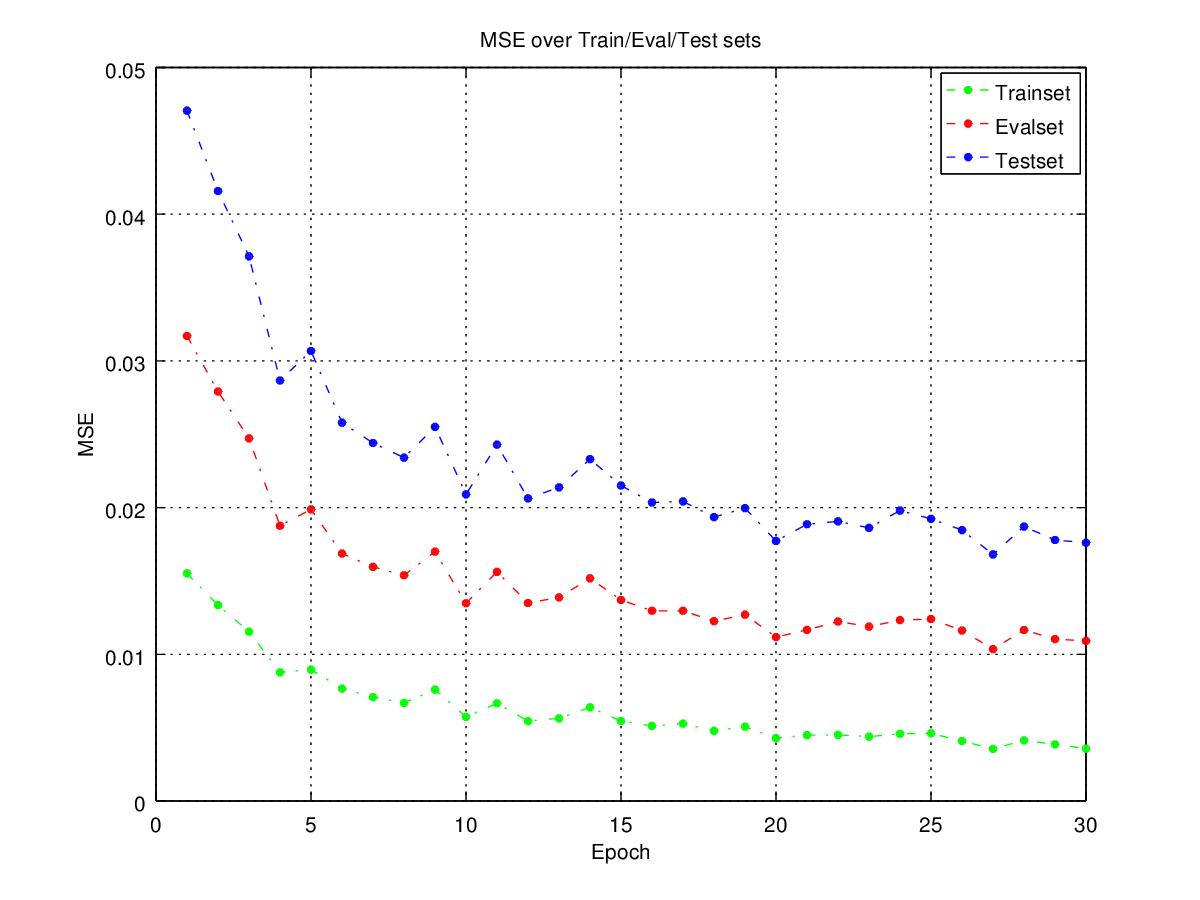 MSE over Train/Eval/Test sets
0.05
0.04
0.03
0.02
0.01
0
MSE
0 5 10 15 20 25 30
Epoch
Trainset
Evalset
Testset